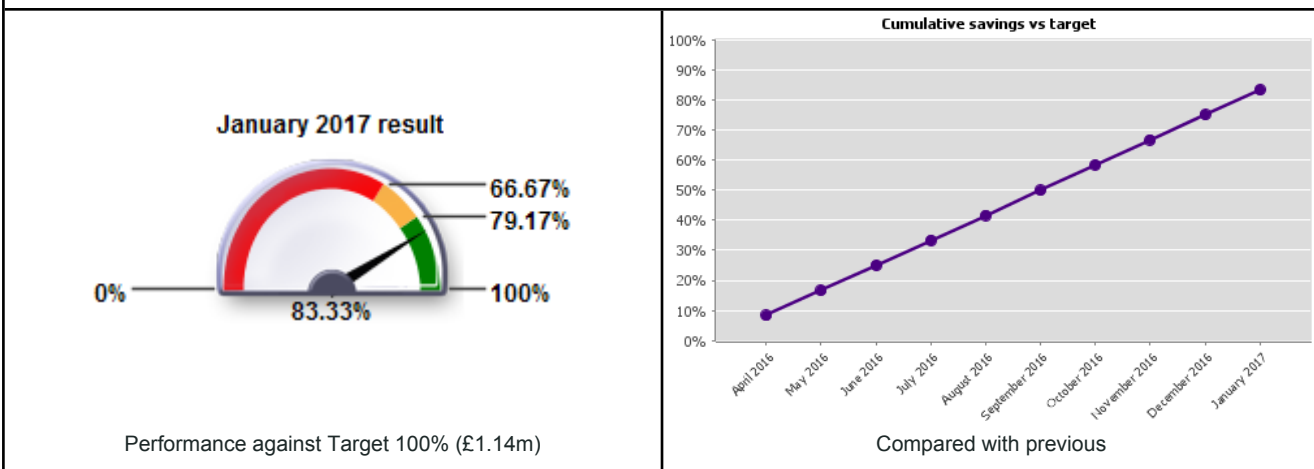 January 2017 result
66.67%
79.17%
0%
100%
83.33%
Performance against Target 100% (£1.14m)
Cumulative savings vs target
100%
90%
80%
70%
60%
50%
40%
30%
20%
10%
0%
April 2016
May 2016
June 2016
July 2016
August 2016
September 2016
October 2016
November 2016
December 2016
January 2017
Compared with previous